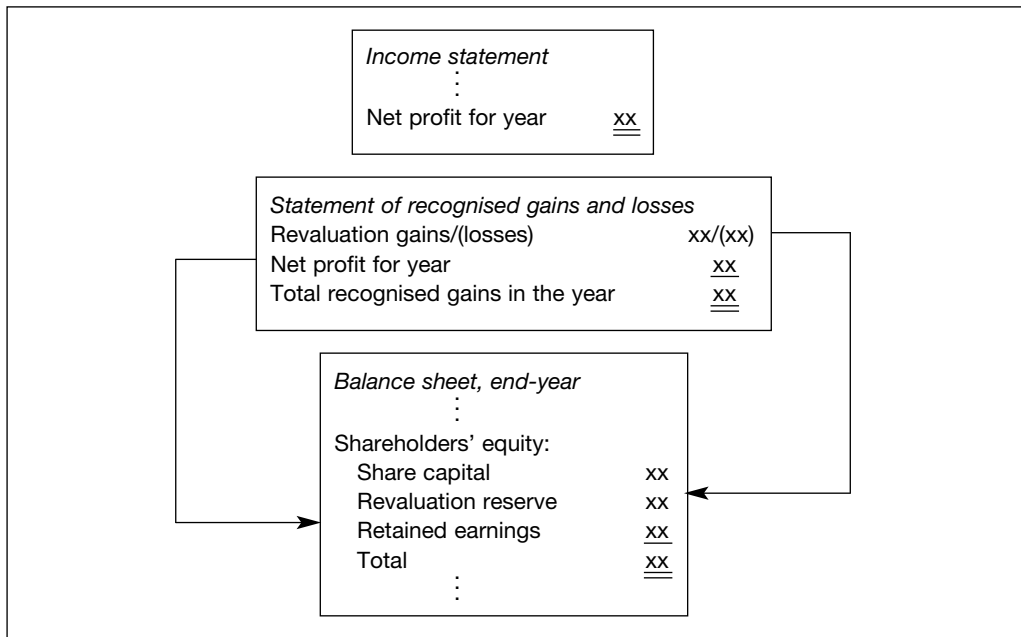 Income statement
⋮
Net profit for year xx
Statement of recognised gains and losses
Revaluation gains/(losses) xx/(xx)
Net profit for year xx
Total recognised gains in the year xx
Balance sheet, end-year
⋮
Shareholders’ equity:
Share capital xx
Revaluation reserve xx
Retained earnings xx
Total xx
⋮